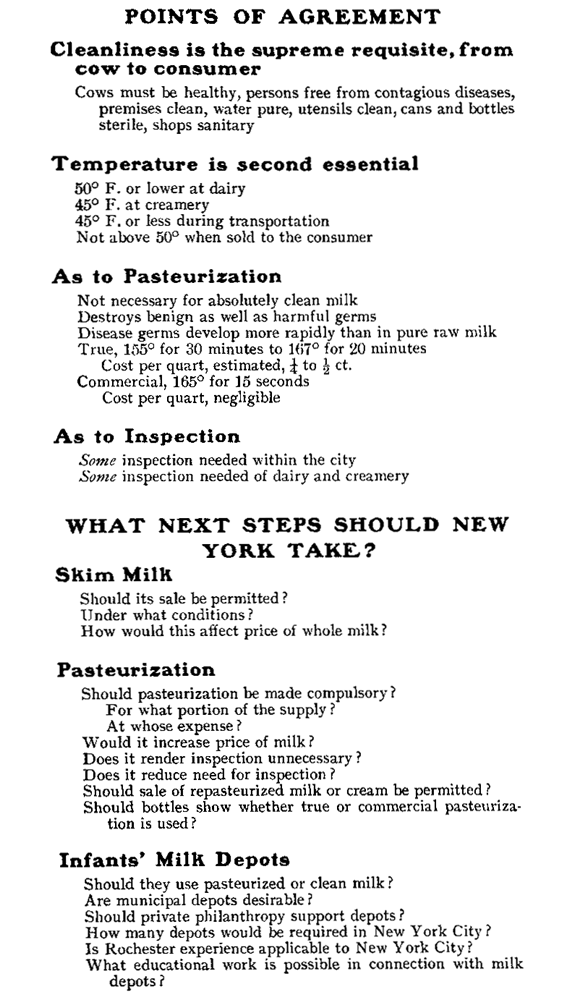 POINTS OF AGREEMENT
Cleanliness is the supreme requisite, from
cow to consumer
Cows must be healthy, persons free from contagious diseases,
premises clean, water pure, utensils clean, cans and bottles
sterile, shops sanitary
Temperature is second essential
50° F. or lower at dairy
45° F. at creamery
45° F. or less during transportation
Not above 50° when sold to the consumer
As to Pasteurization
Not necessary for absolutely clean milk
Destroys benign as well as harmful germs
Disease germs develop more rapidly than in pure raw milk
True, 155° for 30 minutes to 167° for 20 minutes
Cost per quart, estimated, ¼ to ½ ct.
Commercial, 165° for 15 seconds
Cost per quart, negligible
As to Inspection
Some inspection needed within the city
Some inspection needed of dairy and creamery
WHAT NEXT STEPS SHOULD NEW
YORK TAKE?
Skim Milk
Should its sale be permitted?
Under what conditions?
How would this affect price of whole milk?
Pasteurization
Should pasteurization be made compulsory?
For what portion of the supply?
At whose expense?
Would it increase price of milk?
Does it render inspection unnecessary?
Does it reduce need for inspection?
Should sale of repasteurized milk or cream be permitted?
Should bottles show whether true or commercial pasteuriza-
tion is used?
Infants' Milk Depots
Should they use pasteurized or clean milk?
Are municipal depots desirable?
Should private philanthropy support depots?
How many depots would be required in New York City?
Is Rochester experience applicable to New York City?
What educational work is possible in connection with milk
depots?